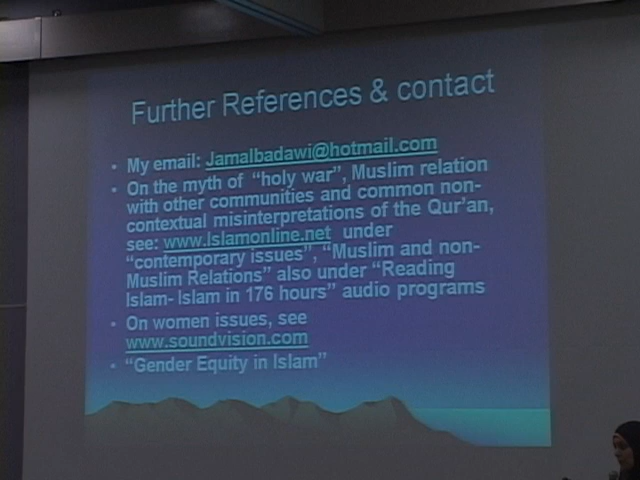 Further References & contact
• My email: Jamalbadawi@hotmail.com
• On the myth of "holy war", Muslim relation
with other communities and common non-
contextual misinterpretations of the Qur'an,
see: www.Islamonline.net under
"contemporary issues", "Muslim and non-
Muslim Relations" also under "Reading
Islam- Islam in 176 hours" audio programs
• On women issues, see
www.soundvision.com
• "Gender Equity in Islam"